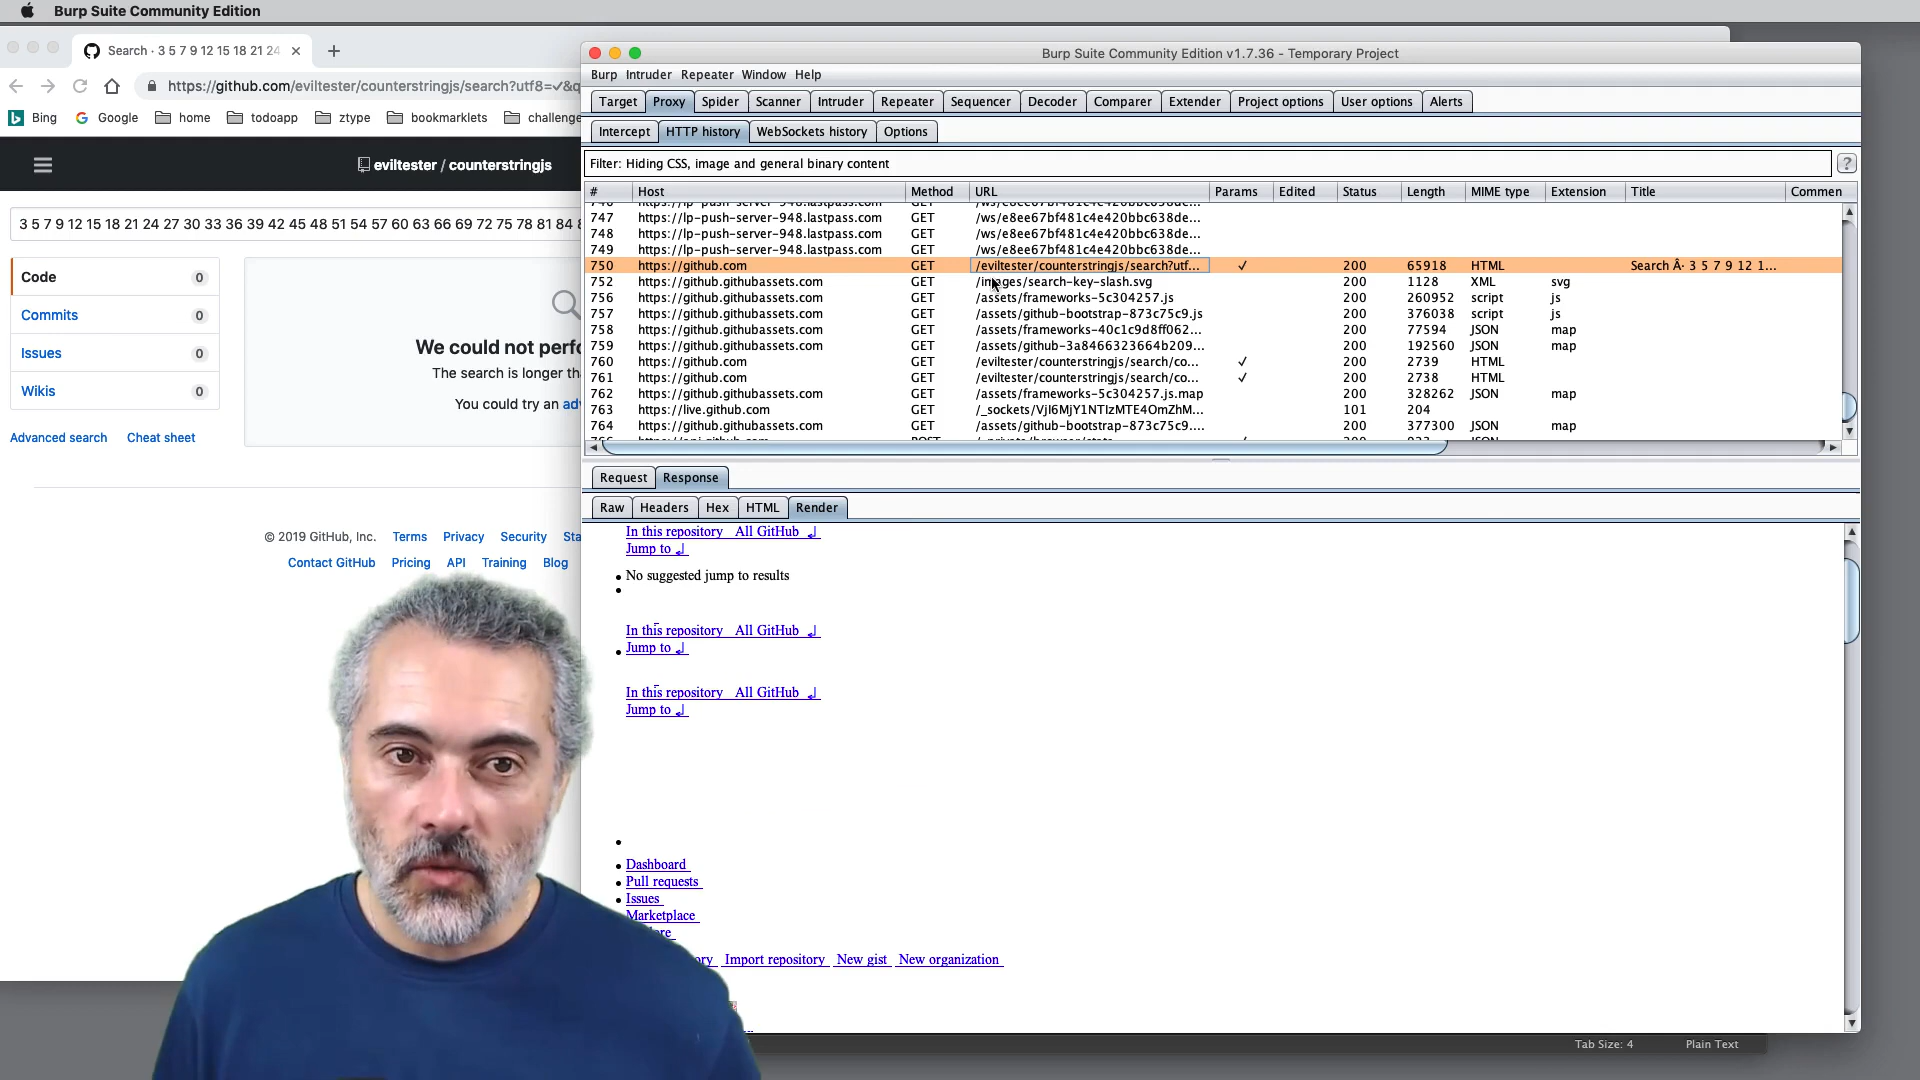 Burp Suite Community Edition
Search · 3 5 7 9 12 15 18 21 24
https://github.com/eviltester/counterstringjs/search?utf8=✓&q
Bing Google home todoapp ztype bookmarklets challenge
eviltester / counterstringjs
3 5 7 9 12 15 18 21 24 27 30 33 36 39 42 45 48 51 54 57 60 63 66 69 72 75 78 81 84 8
Code 0
Commits 0
Issues 0
Wikis 0
Advanced search Cheat sheet
We could not perfo
The search is longer tha
You could try an adv
© 2019 GitHub, Inc. Terms Privacy Security Sta
Contact GitHub Pricing API Training Blog
Burp Suite Community Edition v1.7.36 - Temporary Project
Burp Intruder Repeater Window Help
Target Proxy Spider Scanner Intruder Repeater Sequencer Decoder Comparer Extender Project options User options Alerts
Intercept HTTP history WebSockets history Options
Filter: Hiding CSS, image and general binary content ?
# Host Method URL Params Edited Status Length MIME type Extension Title Commen
747 https://lp-push-server-948.lastpass.com GET /ws/e8ee67bf481c4e420bbc638de...
748 https://lp-push-server-948.lastpass.com GET /ws/e8ee67bf481c4e420bbc638de...
749 https://lp-push-server-948.lastpass.com GET /ws/e8ee67bf481c4e420bbc638de...
750 https://github.com GET /eviltester/counterstringjs/search?utf... ✓ 200 65918 HTML Search Â· 3 5 7 9 12 1...
752 https://github.githubassets.com GET /images/search-key-slash.svg 200 1128 XML svg
756 https://github.githubassets.com GET /assets/frameworks-5c304257.js 200 260952 script js
757 https://github.githubassets.com GET /assets/github-bootstrap-873c75c9.js 200 376038 script js
758 https://github.githubassets.com GET /assets/frameworks-40c1c9d8ff062... 200 77594 JSON map
759 https://github.githubassets.com GET /assets/github-3a8466323664b209... 200 192560 JSON map
760 https://github.com GET /eviltester/counterstringjs/search/co... ✓ 200 2739 HTML
761 https://github.com GET /eviltester/counterstringjs/search/co... ✓ 200 2738 HTML
762 https://github.githubassets.com GET /assets/frameworks-5c304257.js.map 200 328262 JSON map
763 https://live.github.com GET /_sockets/VjI6MjY1NTIzMTE4OmZhM... 101 204
764 https://github.githubassets.com GET /assets/github-bootstrap-873c75c9.... 200 377300 JSON map
Request Response
Raw Headers Hex HTML Render
In this repository All GitHub ↵
Jump to ↵
No suggested jump to results
In this repository All GitHub ↵
Jump to ↵
In this repository All GitHub ↵
Jump to ↵
Dashboard
Pull requests
Issues
Marketplace
ore
ory Import repository New gist New organization
Tab Size: 4 Plain Text